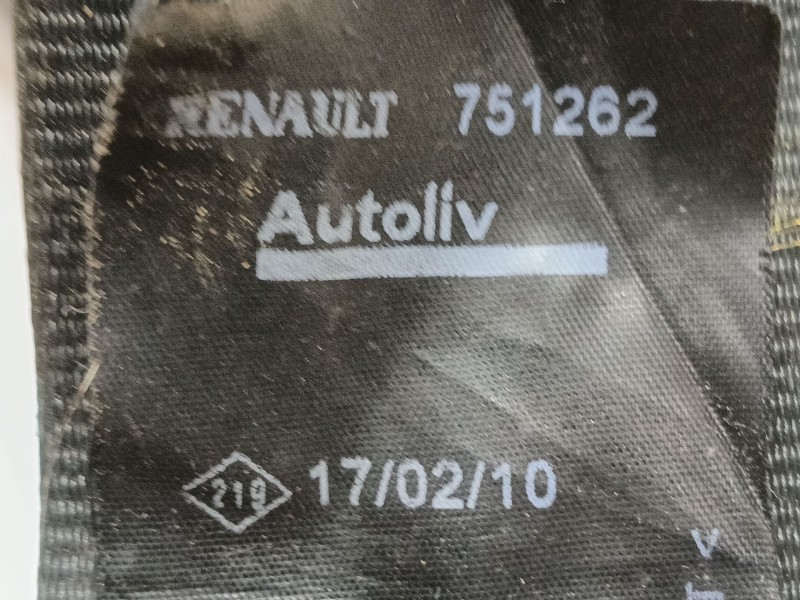 RENAULT 751262
Autoliv
219 17/02/10
V